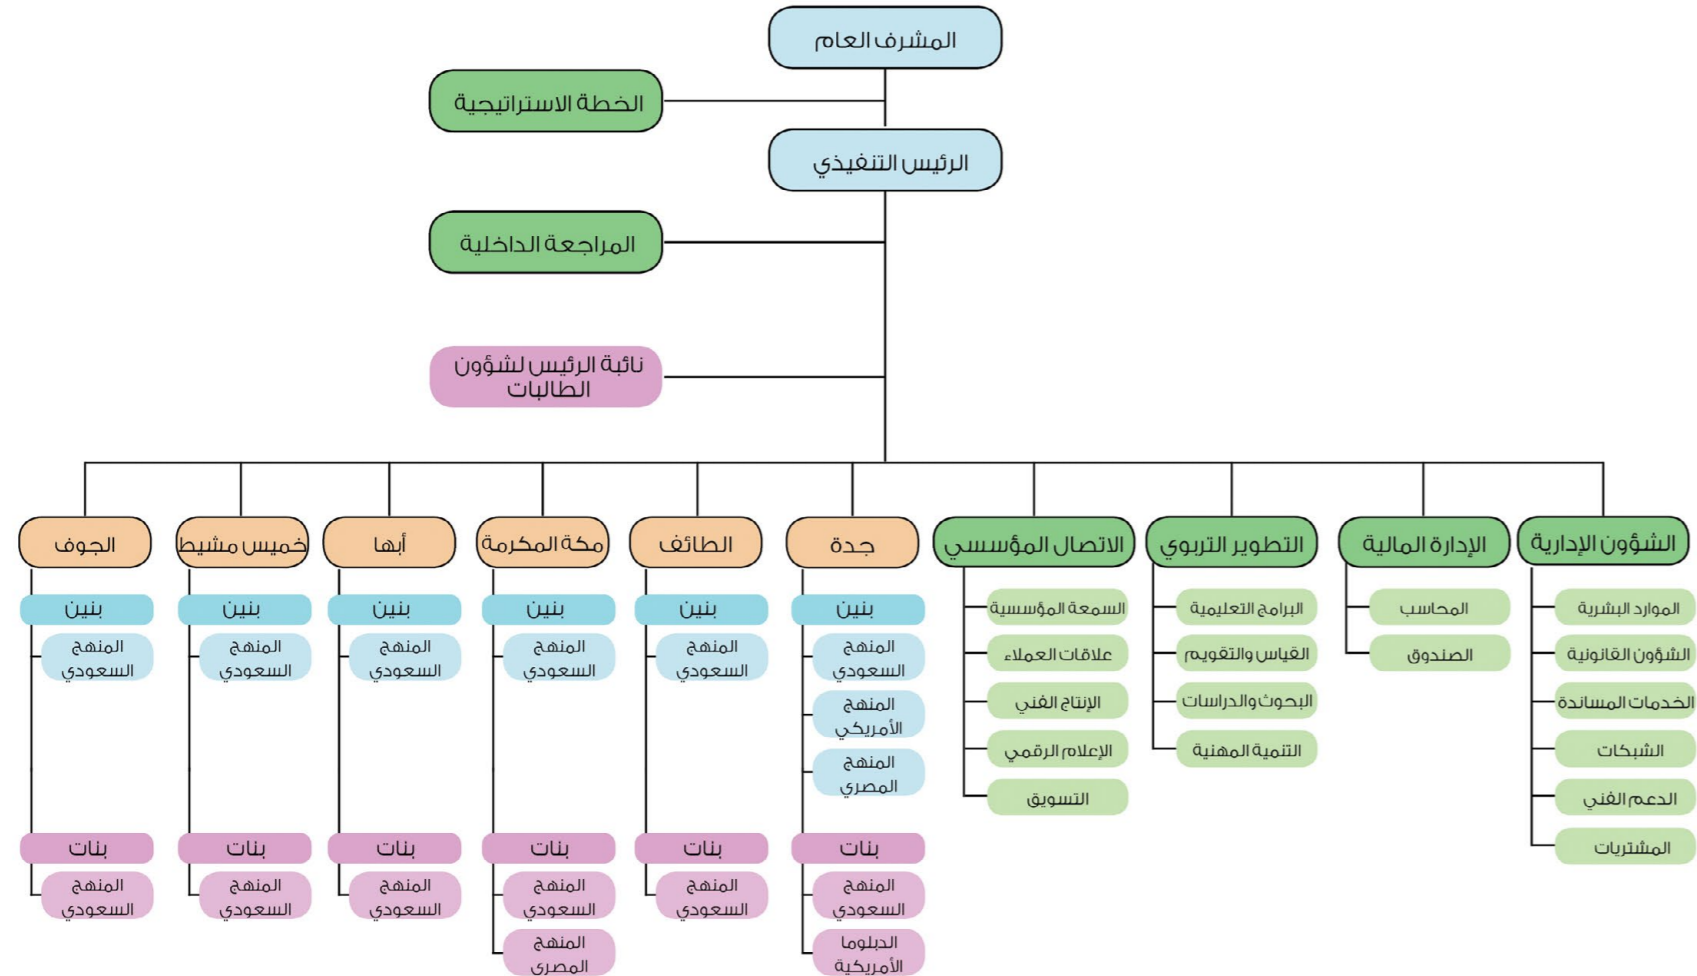 المشرف العام
الخطة الاستراتيجية
الرئيس التنفيذي
المراجعة الداخلية
نائبة الرئيس لشؤون
الطالبات
الشؤون الإدارية
الموارد البشرية
الشؤون القانونية
الخدمات المساندة
الشبكات
الدعم الفني
المشتريات
الإدارة المالية
المحاسب
الصندوق
التطوير التربوي
البرامج التعليمية
القياس والتقويم
البحوث والدراسات
التنمية المهنية
الاتصال المؤسسي
السمعة المؤسسية
علاقات العملاء
الإنتاج الفني
الإعلام الرقمي
التسويق
جدة
بنين
المنهج
السعودي
المنهج
الأمريكي
المنهج
المصري
بنات
المنهج
السعودي
الدبلوما
الأمريكية
الطائف
بنين
المنهج
السعودي
بنات
المنهج
السعودي
مكة المكرمة
بنين
المنهج
السعودي
بنات
المنهج
السعودي
المنهج
المصري
أبها
بنين
المنهج
السعودي
بنات
المنهج
السعودي
خميس مشيط
بنين
المنهج
السعودي
بنات
المنهج
السعودي
الجوف
بنين
المنهج
السعودي
بنات
المنهج
السعودي